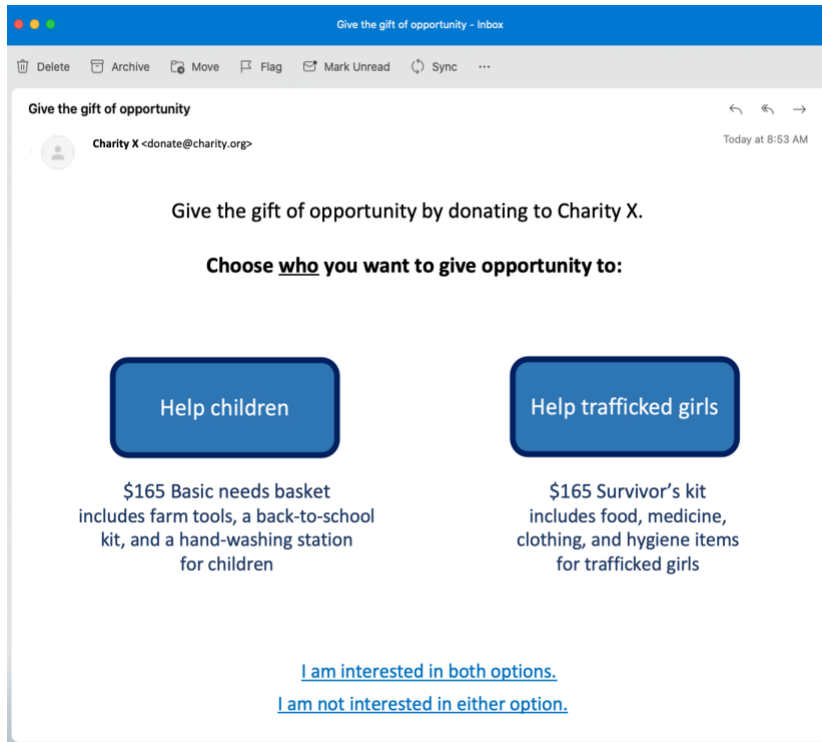 Give the gift of opportunity - Inbox
Delete Archive Move Flag Mark Unread Sync ...
Give the gift of opportunity
Charity X <donate@charity.org>
Today at 8:53 AM
Give the gift of opportunity by donating to Charity X.
Choose who you want to give opportunity to:
Help children
$165 Basic needs basket
includes farm tools, a back-to-school
kit, and a hand-washing station
for children
Help trafficked girls
$165 Survivor’s kit
includes food, medicine,
clothing, and hygiene items
for trafficked girls
I am interested in both options.
I am not interested in either option.